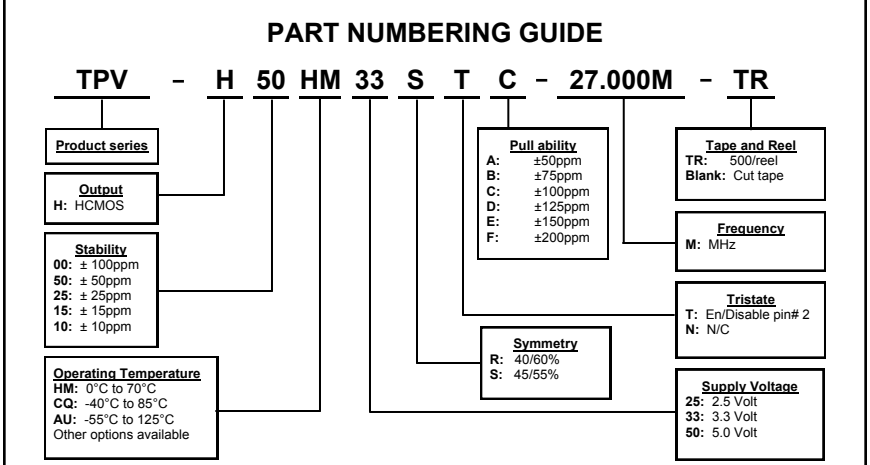 PART NUMBERING GUIDE
TPV - H 50 HM 33 S T C - 27.000M - TR
Product series
Output
H: HCMOS
Stability
00: ± 100ppm
50: ± 50ppm
25: ± 25ppm
15: ± 15ppm
10: ± 10ppm
Operating Temperature
HM: 0°C to 70°C
CQ: -40°C to 85°C
AU: -55°C to 125°C
Other options available
Pull ability
A: ±50ppm
B: ±75ppm
C: ±100ppm
D: ±125ppm
E: ±150ppm
F: ±200ppm
Symmetry
R: 40/60%
S: 45/55%
Tape and Reel
TR: 500/reel
Blank: Cut tape
Frequency
M: MHz
Tristate
T: En/Disable pin# 2
N: N/C
Supply Voltage
25: 2.5 Volt
33: 3.3 Volt
50: 5.0 Volt